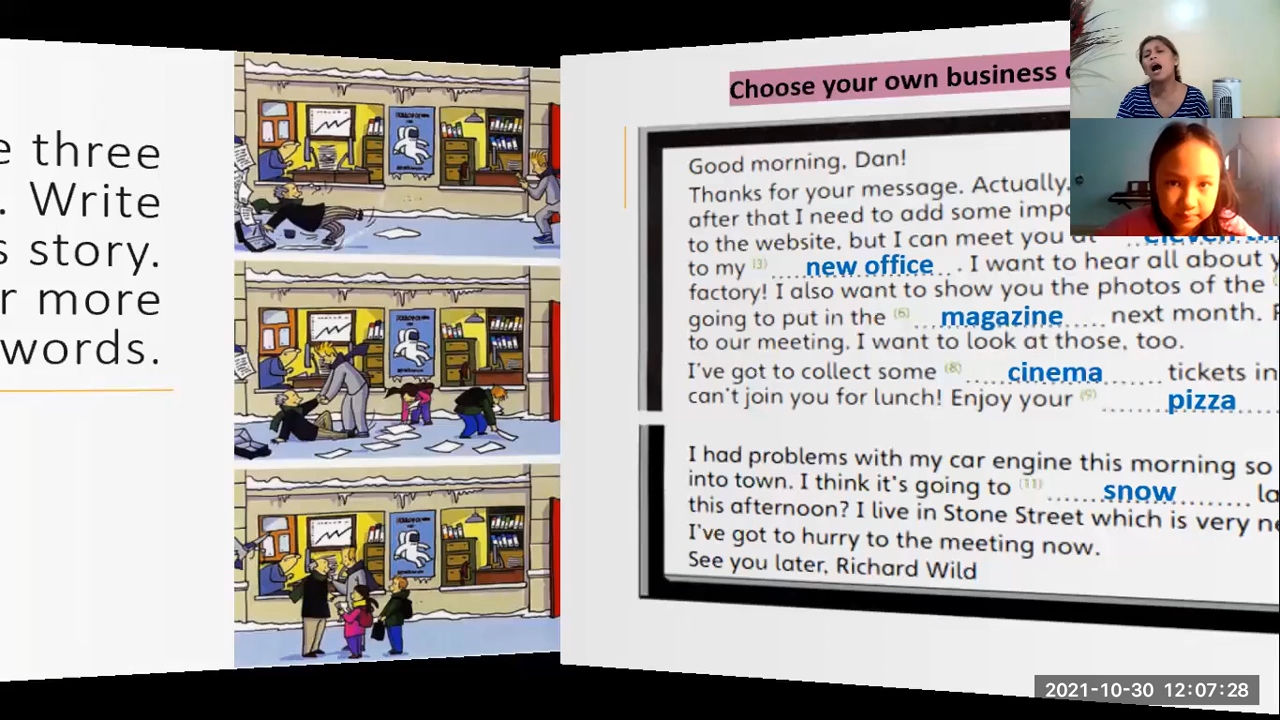 three
. Write
s story.
r more
words.
Choose your own business
Good morning, Dan!
Thanks for your message. Actually,
after that I need to add some
to the website, but I can meet you at
to my (3) new office. I want to hear all about
factory! I also want to show you the photos of the
going to put in the (6) magazine next month.
to our meeting. I want to look at those, too.
I've got to collect some (8) cinema tickets in
can't join you for lunch! Enjoy your (9) pizza
I had problems with my car engine this morning so
into town. I think it's going to (11) snow
this afternoon? I live in Stone Street which is very
I've got to hurry to the meeting now.
See you later, Richard Wild
2021-10-30 12:07:28